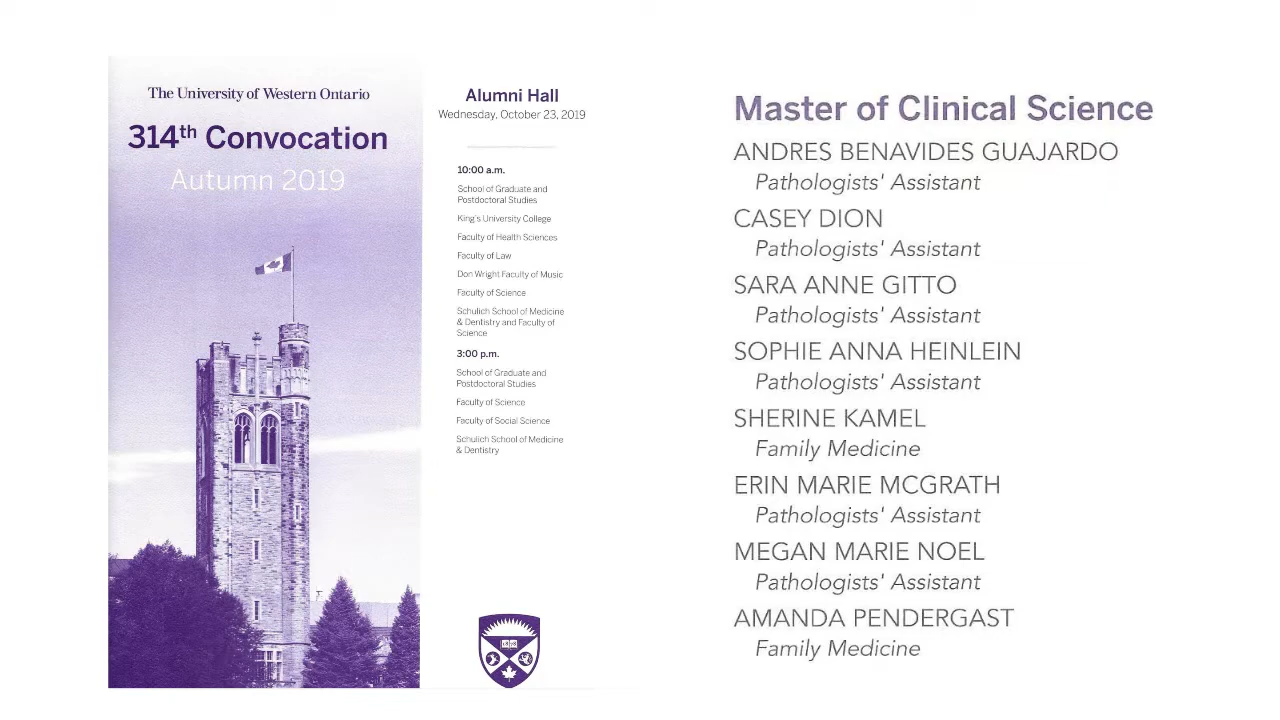 The University of Western Ontario
314th Convocation
Autumn 2019
Alumni Hall
Wednesday, October 23, 2019
10:00 a.m.
School of Graduate and
Postdoctoral Studies
King's University College
Faculty of Health Sciences
Faculty of Law
Don Wright Faculty of Music
Faculty of Science
Schulich School of Medicine
& Dentistry and Faculty of
Science
3:00 p.m.
School of Graduate and
Postdoctoral Studies
Faculty of Science
Faculty of Social Science
Schulich School of Medicine
& Dentistry
Master of Clinical Science
ANDRES BENAVIDES GUAJARDO
Pathologists' Assistant
CASEY DION
Pathologists' Assistant
SARA ANNE GITTO
Pathologists' Assistant
SOPHIE ANNA HEINLEIN
Pathologists' Assistant
SHERINE KAMEL
Family Medicine
ERIN MARIE MCGRATH
Pathologists' Assistant
MEGAN MARIE NOEL
Pathologists' Assistant
AMANDA PENDERGAST
Family Medicine